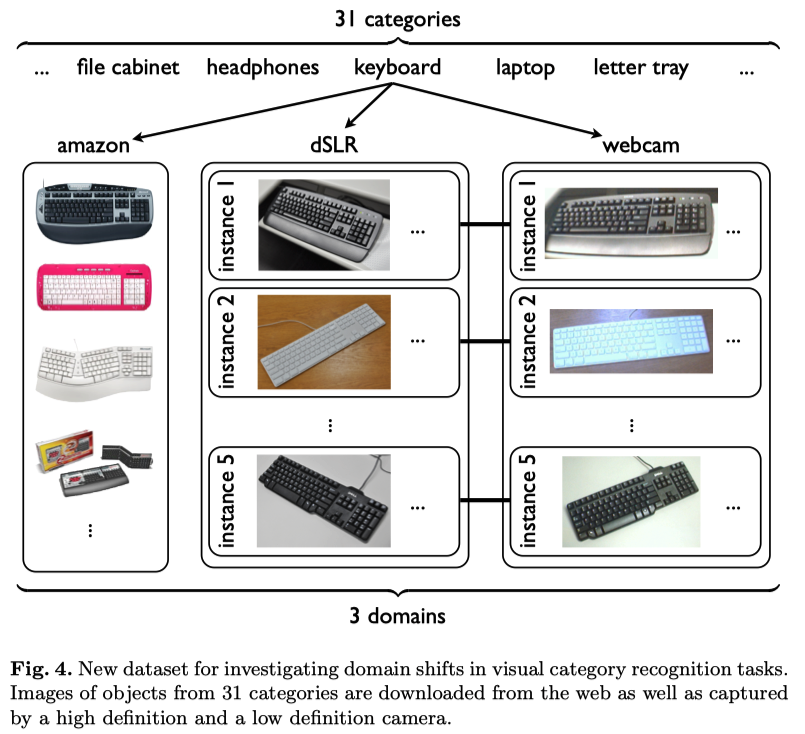 31 categories
... file cabinet headphones keyboard laptop letter tray ...
amazon dSLR webcam
instance 1 ... instance 1 ...
instance 2 ... instance 2 ...
⋮ ⋮
instance 5 ... instance 5 ...
⋮
3 domains
Fig. 4. New dataset for investigating domain shifts in visual category recognition tasks.
Images of objects from 31 categories are downloaded from the web as well as captured
by a high definition and a low definition camera.